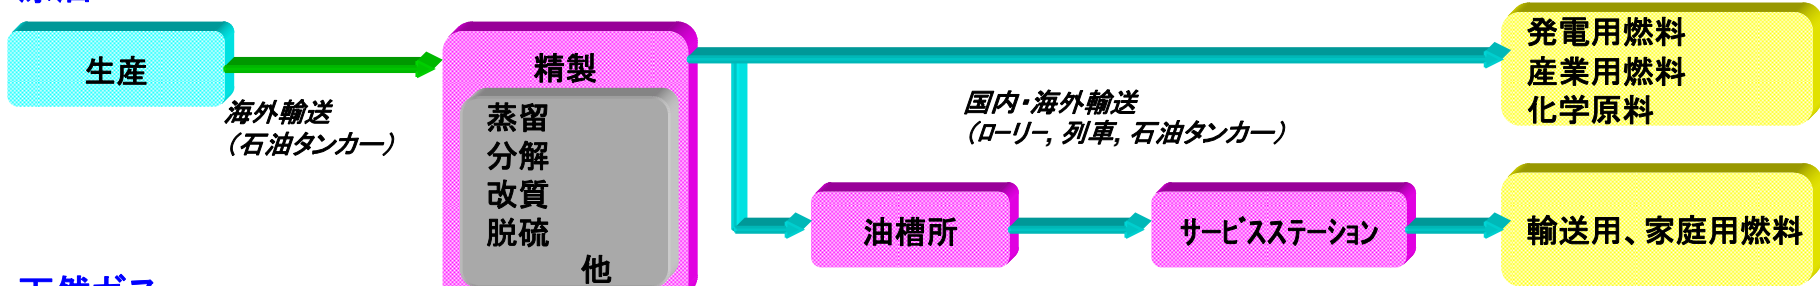 生産
海外輸送
（石油タンカー）
精製
蒸留
分解
改質
脱硫
他
国内・海外輸送
（ローリー, 列車, 石油タンカー）
発電用燃料
産業用燃料
化学原料
油槽所
サービスステーション
輸送用、家庭用燃料
天然ガス